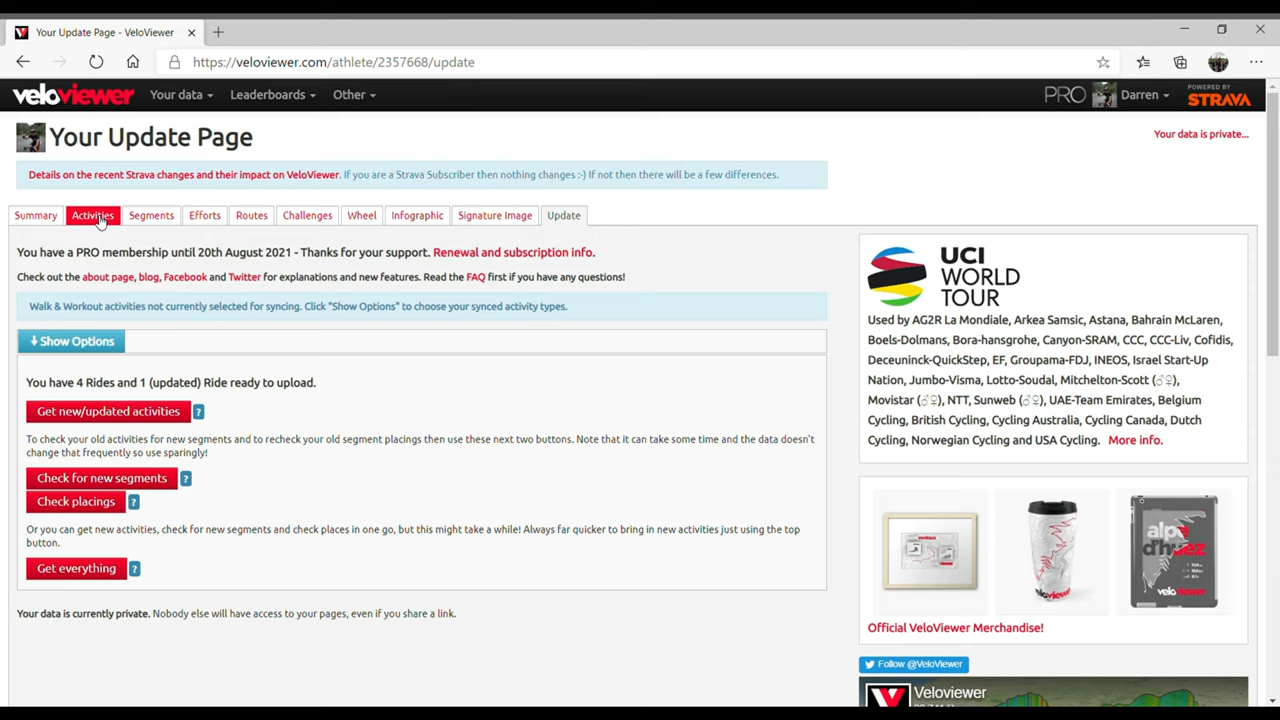 Your Update Page - VeloViewer
https://veloviewer.com/athlete/2357668/update
veloviewer Your data Leaderboards Other PRO Darren POWERED BY STRAVA
Your Update Page
Your data is private...
Details on the recent Strava changes and their impact on VeloViewer. If you are a Strava Subscriber then nothing changes :-) If not then there will be a few differences.
Summary Activities Segments Efforts Routes Challenges Wheel Infographic Signature Image Update
You have a PRO membership until 20th August 2021 - Thanks for your support. Renewal and subscription info.
Check out the about page, blog, Facebook and Twitter for explanations and new features. Read the FAQ first if you have any questions!
Walk & Workout activities not currently selected for syncing. Click "Show Options" to choose your synced activity types.
Show Options
You have 4 Rides and 1 (updated) Ride ready to upload.
Get new/updated activities ?
To check your old activities for new segments and to recheck your old segment placings then use these next two buttons. Note that it can take some time and the data doesn't
change that frequently so use sparingly!
Check for new segments ?
Check placings ?
Or you can get new activities, check for new segments and check places in one go, but this might take a while! Always far quicker to bring in new activities just using the top
button.
Get everything ?
Your data is currently private. Nobody else will have access to your pages, even if you share a link.
UCI
WORLD
TOUR
Used by AG2R La Mondiale, Arkea Samsic, Astana, Bahrain McLaren,
Boels-Dolmans, Bora-hansgrohe, Canyon-SRAM, CCC, CCC-Liv, Cofidis,
Deceuninck-QuickStep, EF, Groupama-FDJ, INEOS, Israel Start-Up
Nation, Jumbo-Visma, Lotto-Soudal, Mitchelton-Scott (♂♀),
Movistar (♂♀), NTT, Sunweb (♂♀), UAE-Team Emirates, Belgium
Cycling, British Cycling, Cycling Australia, Cycling Canada, Dutch
Cycling, Norwegian Cycling and USA Cycling. More info.
veloviewer
alpe
d'huez
veloviewer
Official VeloViewer Merchandise!
Follow @VeloViewer
Veloviewer